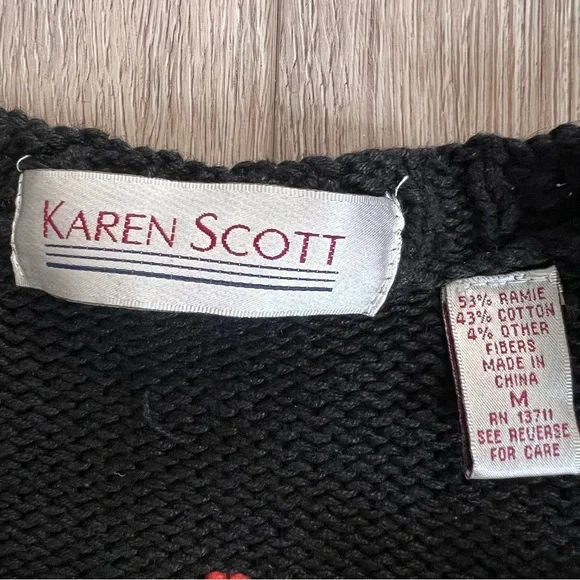 KAREN SCOTT
53% RAMIE
43% COTTON
4% OTHER
FIBERS
MADE IN
CHINA
M
RN 13711
SEE REVERSE
FOR CARE